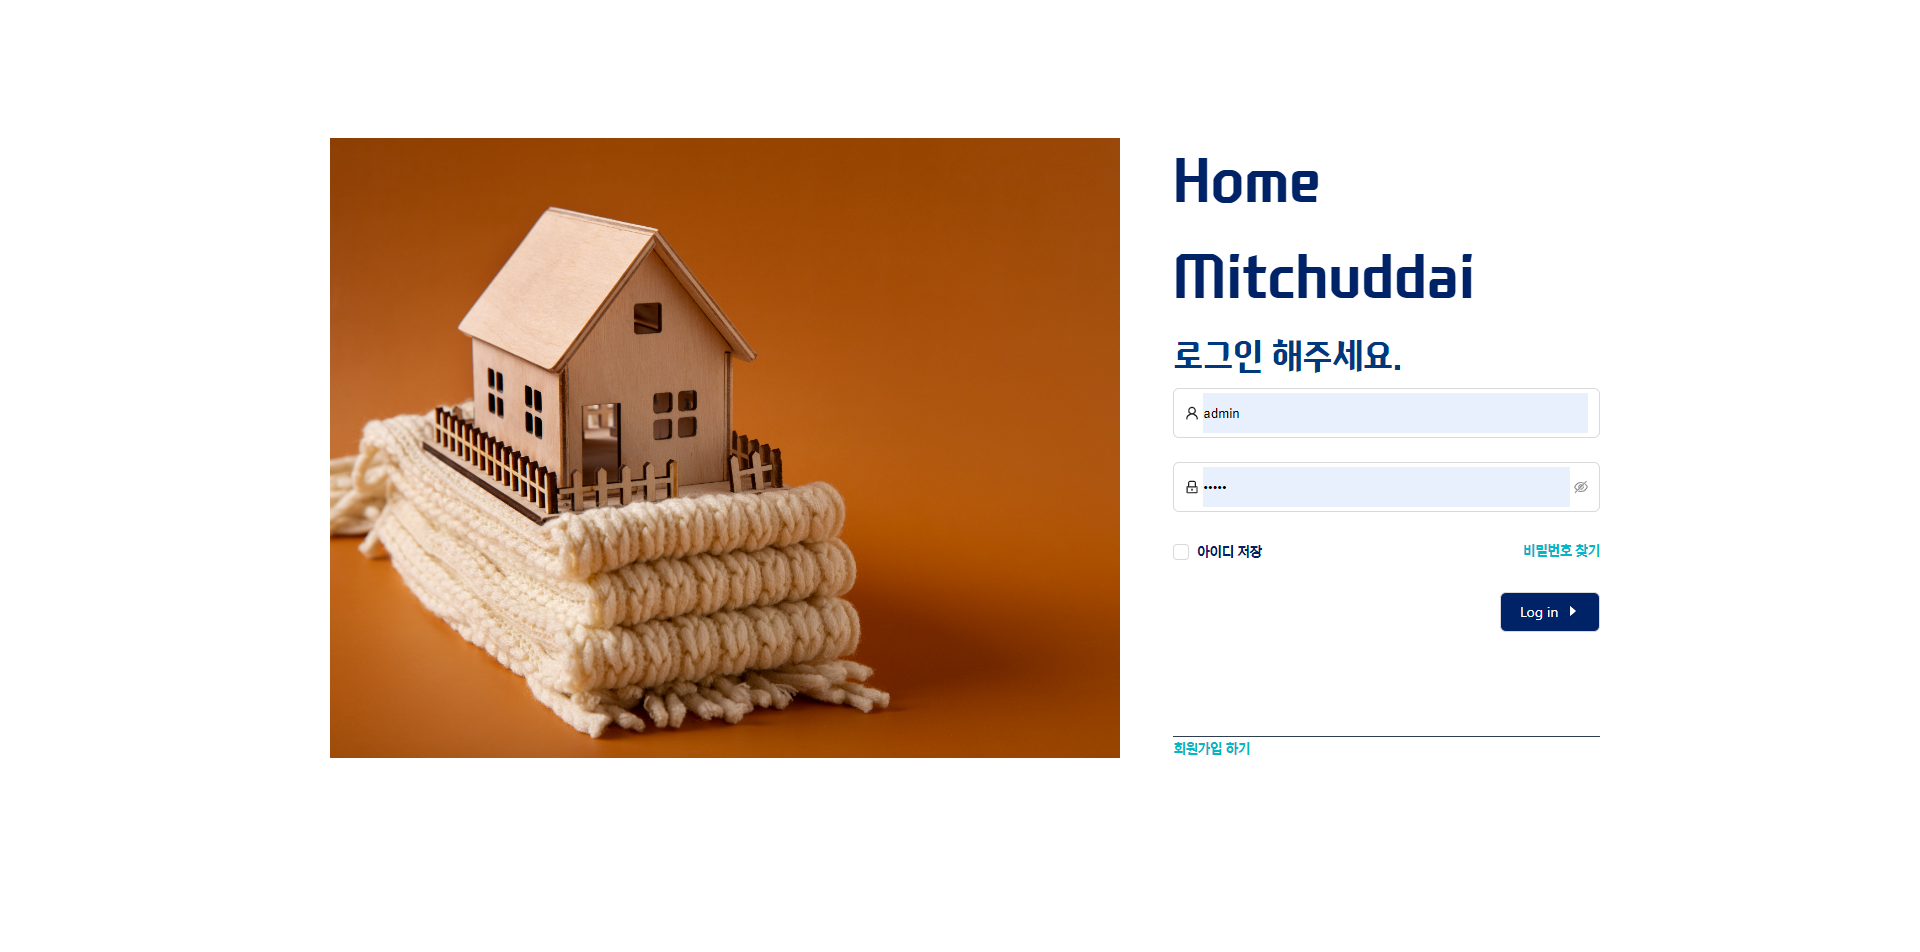 Home
Mitchuddai
로그인 해주세요.
admin
•••••
아이디 저장
비밀번호 찾기
Log in
회원가입 하기